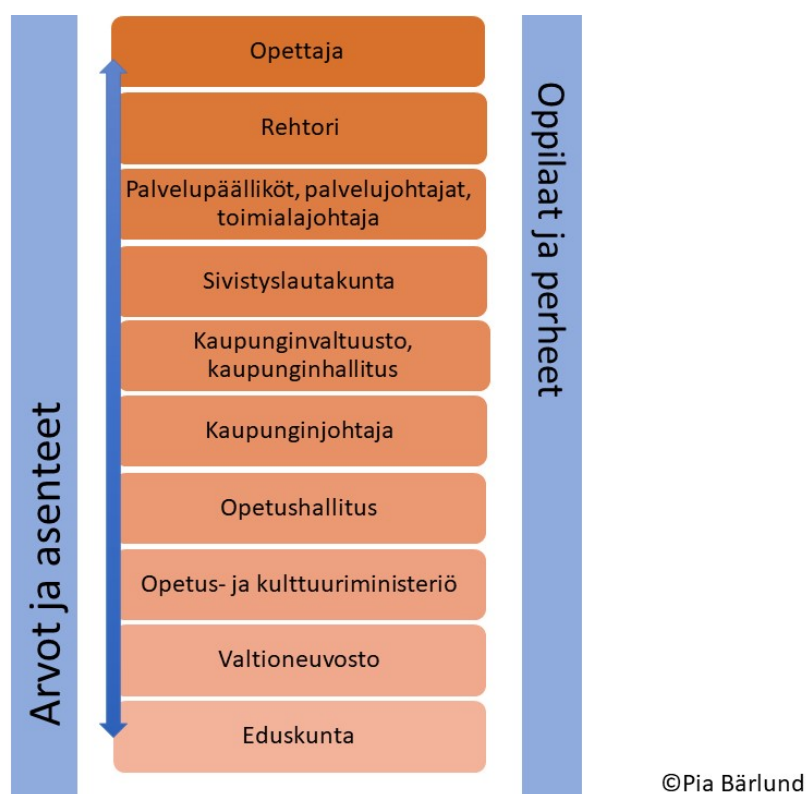 Arvot ja asenteet
Opettaja
Rehtori
Palvelupäälliköt, palvelujohtajat,
toimialajohtaja
Sivistyslautakunta
Kaupunginvaltuusto,
kaupunginhallitus
Kaupunginjohtaja
Opetushallitus
Opetus- ja kulttuuriministeriö
Valtioneuvosto
Eduskunta
Oppilaat ja perheet
©Pia Bärlund